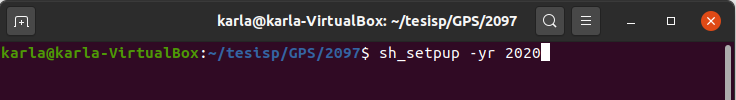 karla@karla-VirtualBox: ~/tesisp/GPS/2097
karla@karla-VirtualBox:~/tesisp/GPS/2097$ sh_setpup -yr 2020